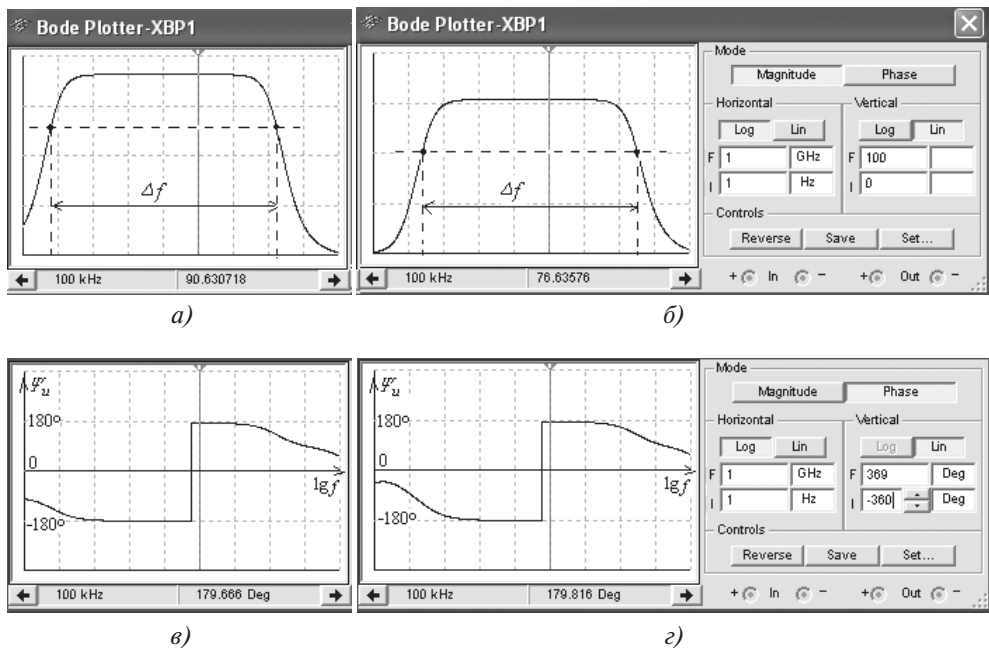 Bode Plotter-XBP1
Δf
100 kHz 90.630718
а)
Bode Plotter-XBP1
Δf
100 kHz 76.63576
Mode
Magnitude Phase
Horizontal Vertical
Log Lin Log Lin
F 1 GHz F 100
I 1 Hz I 0
Controls
Reverse Save Set...
+ In - + Out -
б)
Ψu
180°
0
lgf
-180°
100 kHz 179.666 Deg
в)
Ψu
180°
0
lgf
-180°
100 kHz 179.816 Deg
Mode
Magnitude Phase
Horizontal Vertical
Log Lin Log Lin
F 1 GHz F 369 Deg
I 1 Hz I -360 Deg
Controls
Reverse Save Set...
+ In - + Out -
г)